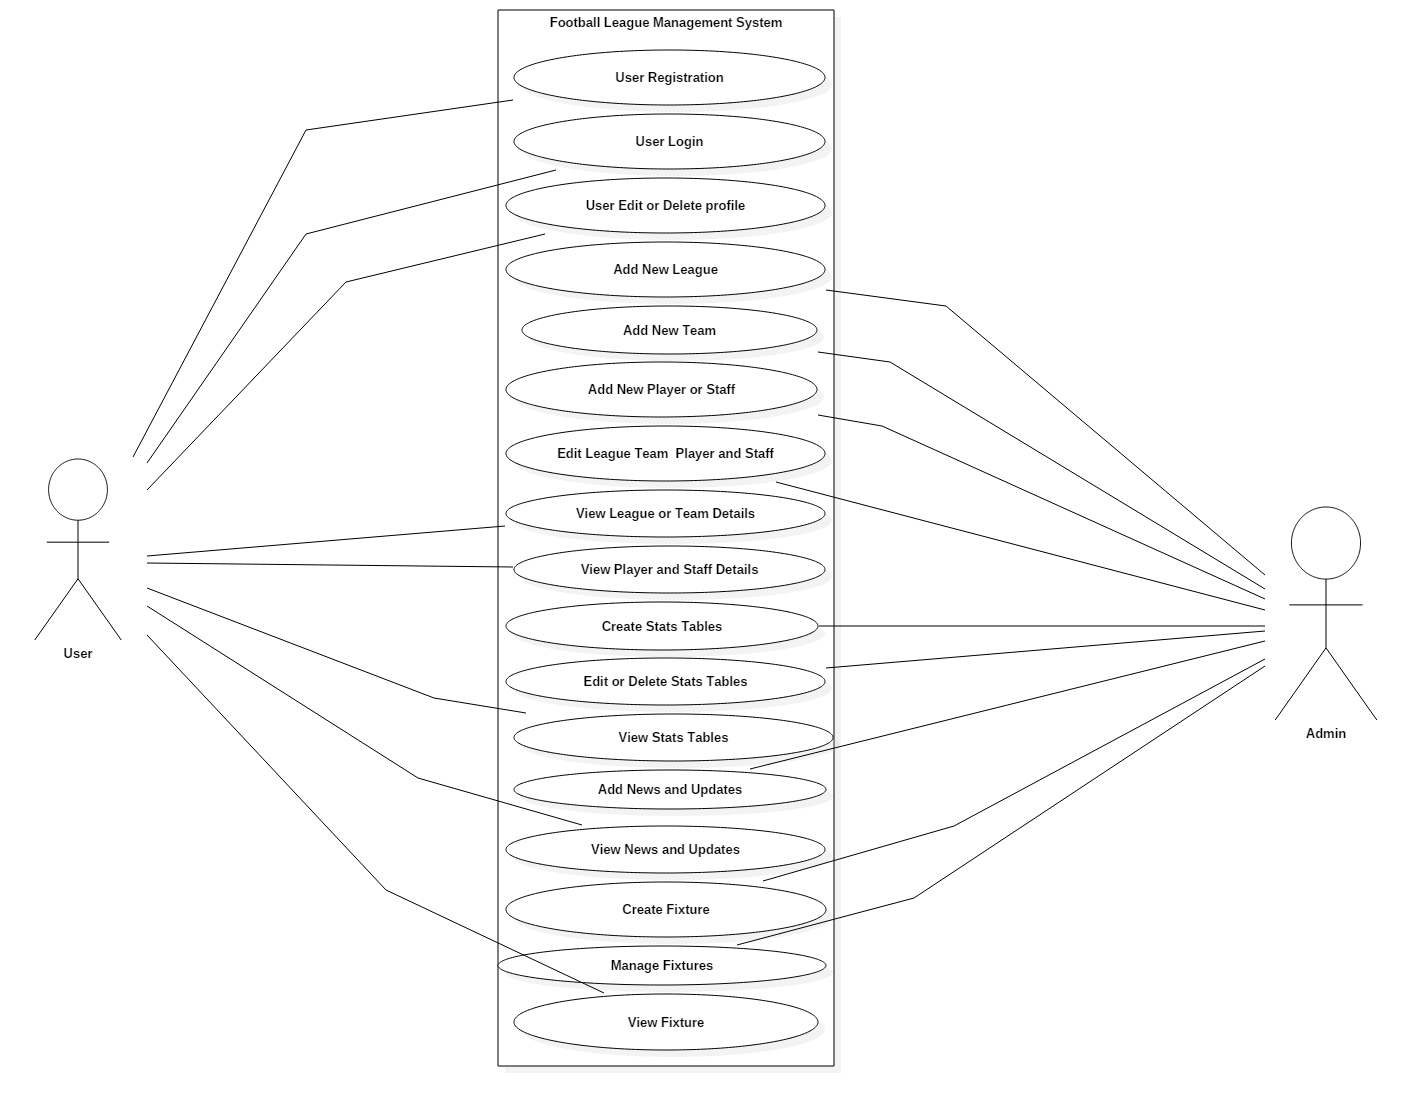 Football League Management System
User Registration
User Login
User Edit or Delete profile
Add New League
Add New Team
Add New Player or Staff
Edit League Team  Player and Staff
View League or Team Details
View Player and Staff Details
Create Stats Tables
Edit or Delete Stats Tables
View Stats Tables
Add News and Updates
View News and Updates
Create Fixture
Manage Fixtures
View Fixture
User
Admin